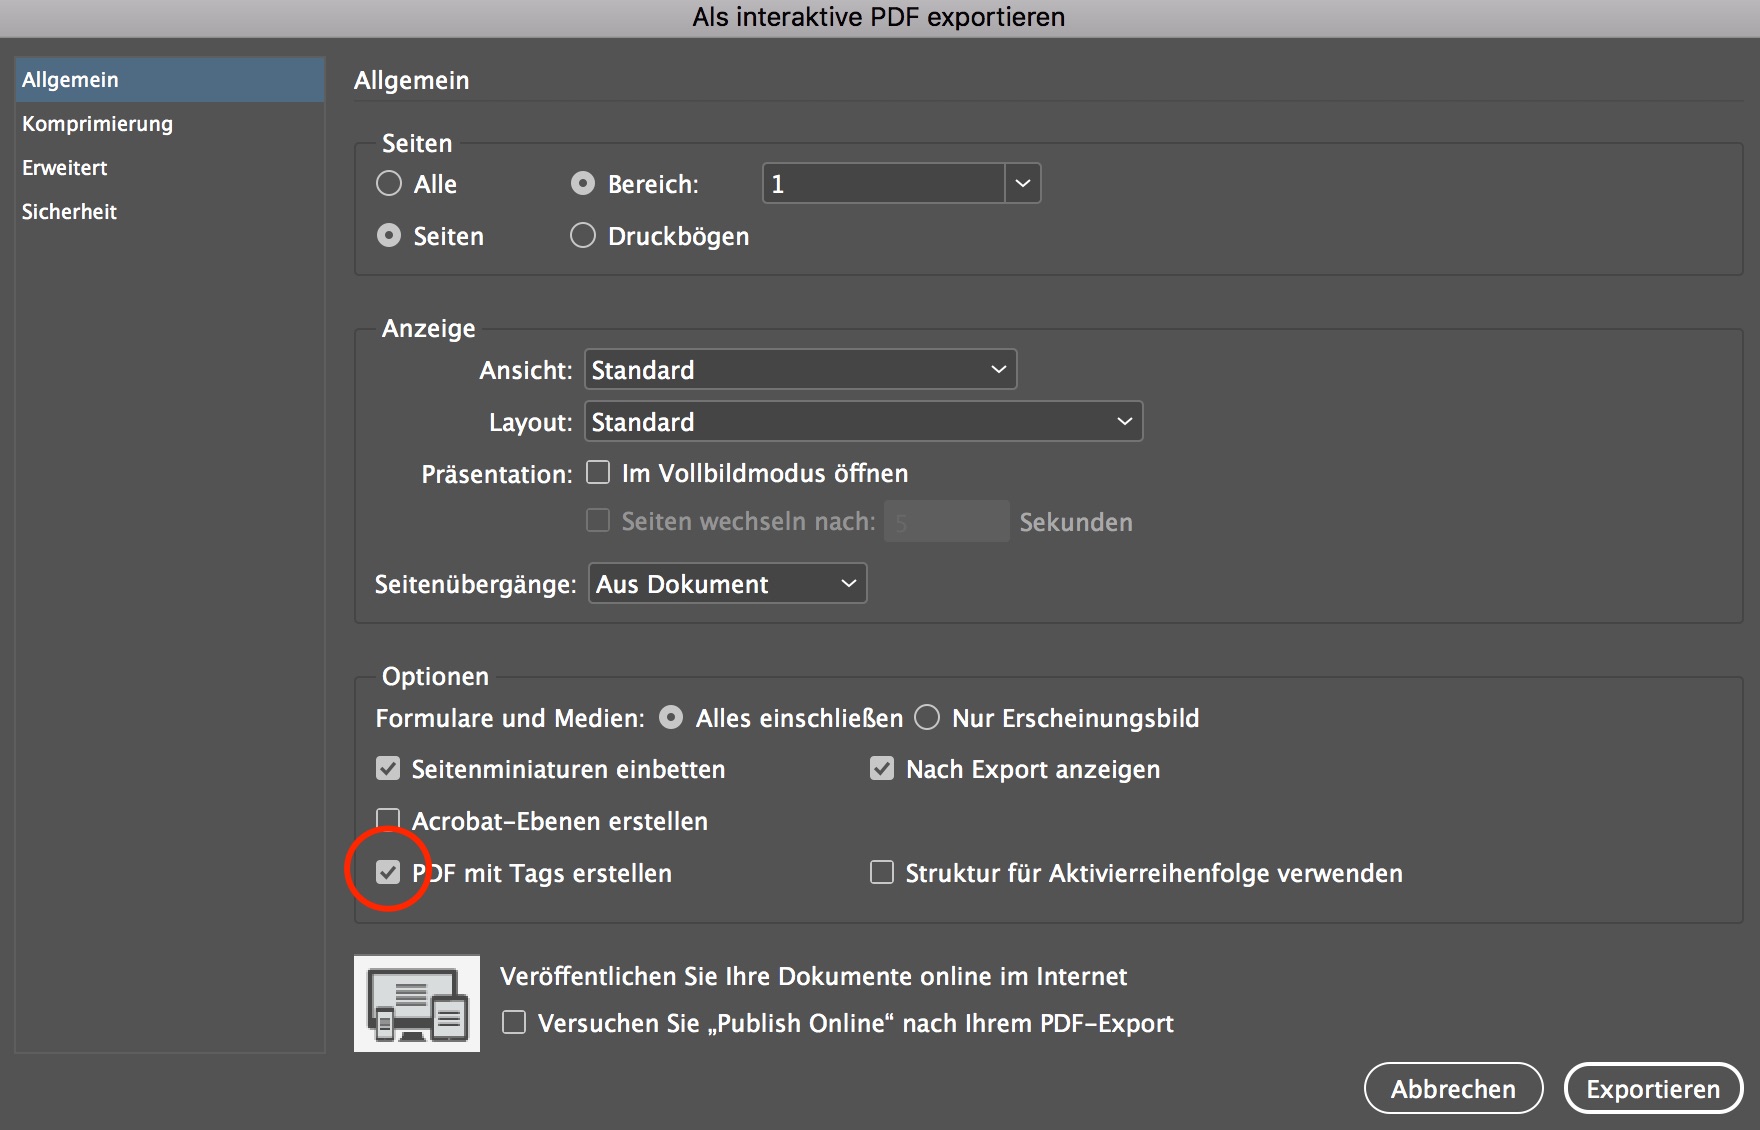 Als interaktive PDF exportieren
Allgemein
Komprimierung
Erweitert
Sicherheit
Allgemein
Seiten
Alle Bereich: 1
Seiten Druckbögen
Anzeige
Ansicht: Standard
Layout: Standard
Präsentation: Im Vollbildmodus öffnen
Seiten wechseln nach: 5 Sekunden
Seitenübergänge: Aus Dokument
Optionen
Formulare und Medien: Alles einschließen Nur Erscheinungsbild
Seitenminiaturen einbetten Nach Export anzeigen
Acrobat-Ebenen erstellen
PDF mit Tags erstellen Struktur für Aktivierreihenfolge verwenden
Veröffentlichen Sie Ihre Dokumente online im Internet
Versuchen Sie „Publish Online“ nach Ihrem PDF-Export
Abbrechen Exportieren